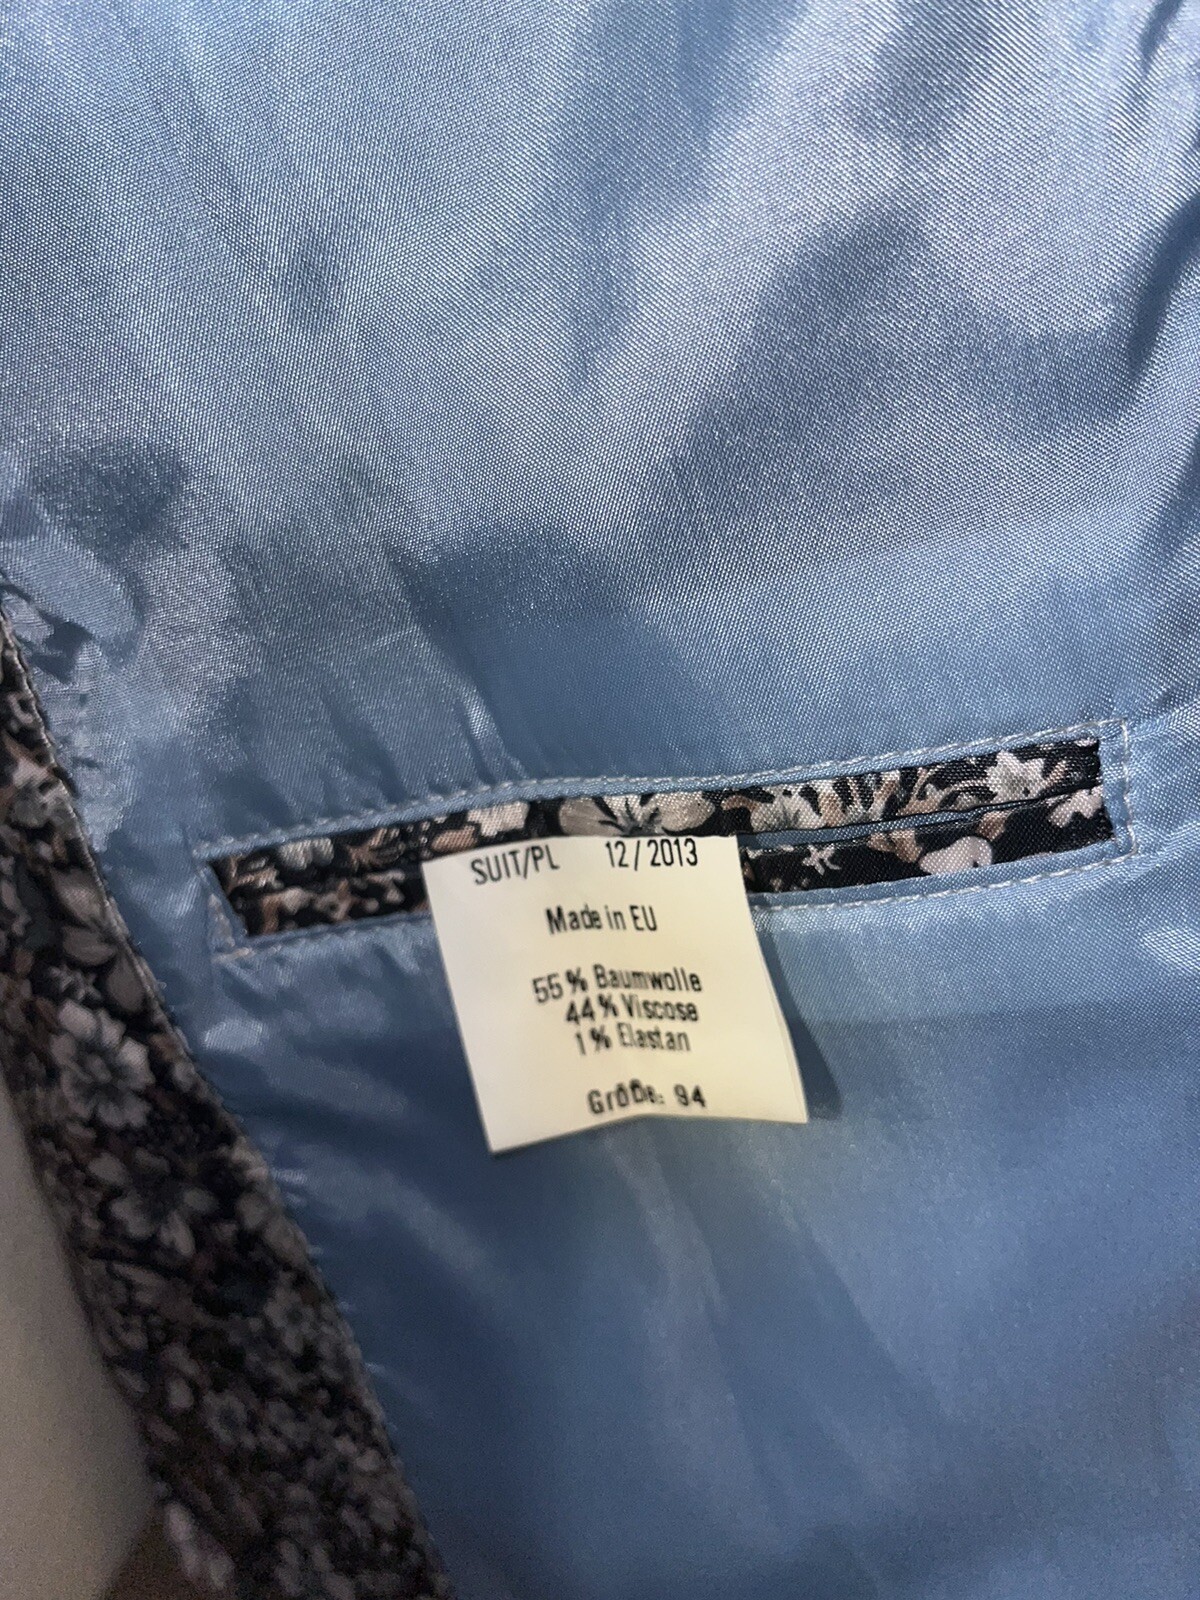 SUIT/PL 12/2013
Made in EU
55% Baumwolle
44% Viscose
1% Elastan
Größe: 94